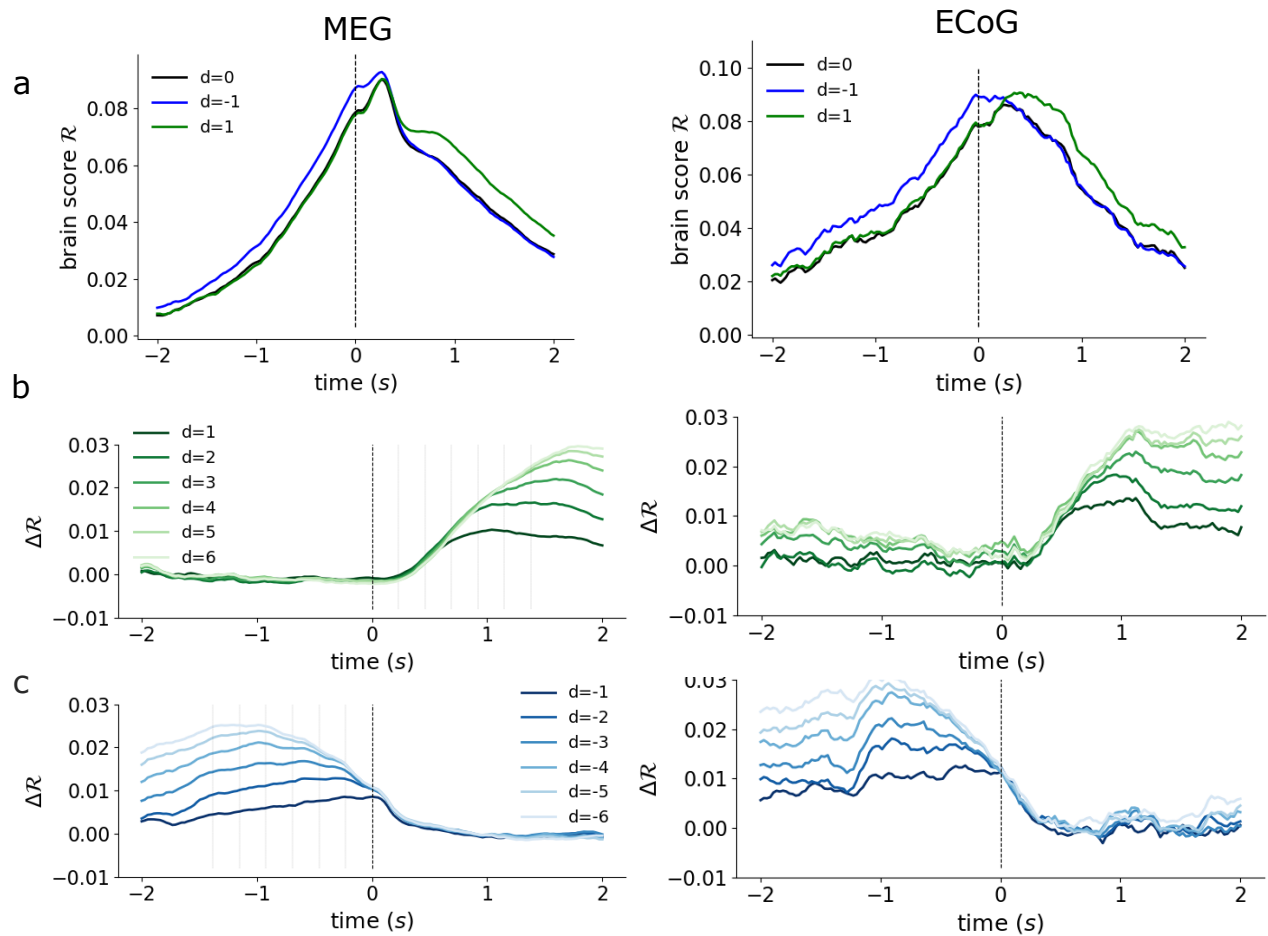 MEG
ECoG
a
d=0
d=-1
d=1
brain score R
0.08
0.06
0.04
0.02
0.00
−2 −1 0 1 2
time (s)
d=0
d=-1
d=1
brain score R
0.10
0.08
0.06
0.04
0.02
0.00
−2 −1 0 1 2
time (s)
b
d=1
d=2
d=3
d=4
d=5
d=6
ΔR
0.03
0.02
0.01
0.00
−0.01
−2 −1 0 1 2
time (s)
ΔR
0.03
0.02
0.01
0.00
−0.01
−2 −1 0 1 2
time (s)
c
d=-1
d=-2
d=-3
d=-4
d=-5
d=-6
ΔR
0.03
0.02
0.01
0.00
−0.01
−2 −1 0 1 2
time (s)
ΔR
0.03
0.02
0.01
0.00
−0.01
−2 −1 0 1 2
time (s)